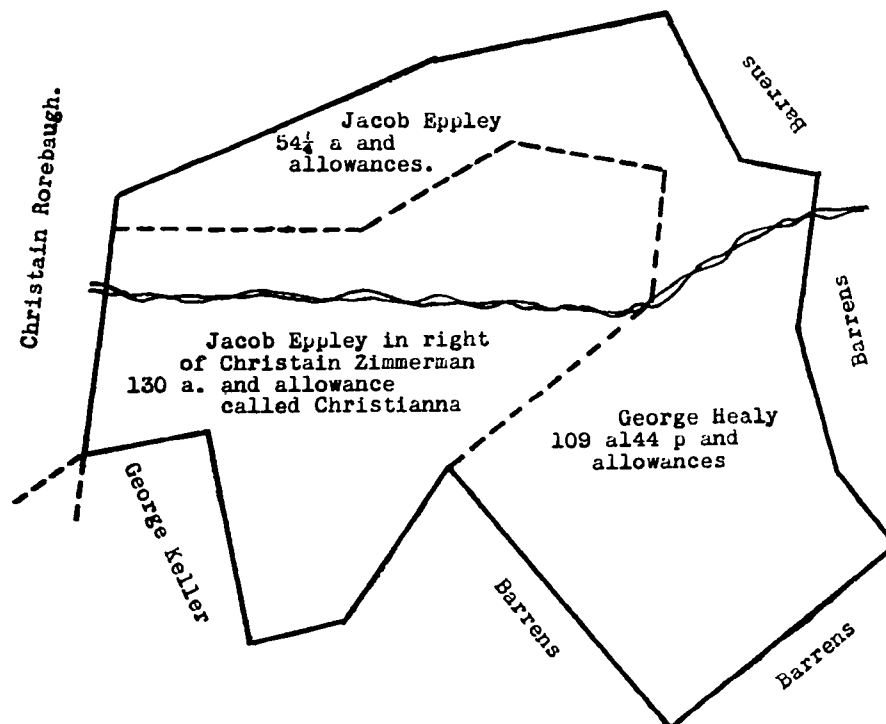 Barrens
Christain Rorebaugh.
Jacob Eppley
54¼ a and
allowances.
Barrens
Jacob Eppley in right
of Christain Zimmerman
130 a. and allowance
called Christianna
George Healy
109 a144 p and
allowances
George Keller
Barrens
Barrens